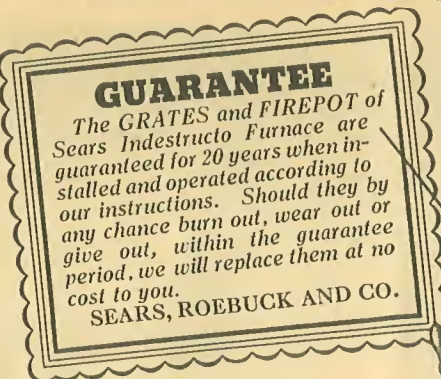 GUARANTEE
The GRATES and FIREPOT of
Sears Indestructo Furnace are
guaranteed for 20 years when in-
stalled and operated according to
our instructions. Should they by
any chance burn out, wear out or
give out, within the guarantee
period, we will replace them at no
cost to you.
SEARS, ROEBUCK AND CO.